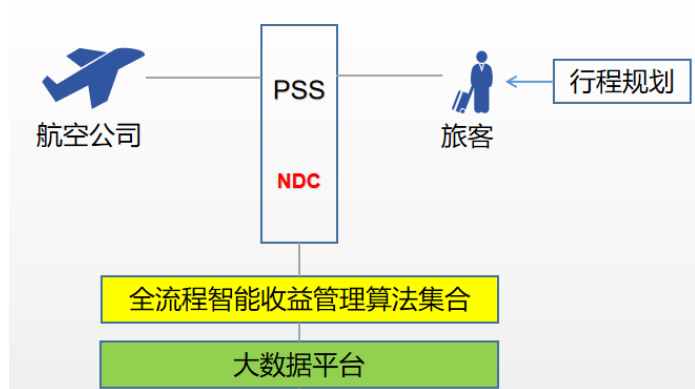 PSS
行程规划
航空公司
旅客
NDC
全流程智能收益管理算法集合
大数据平台